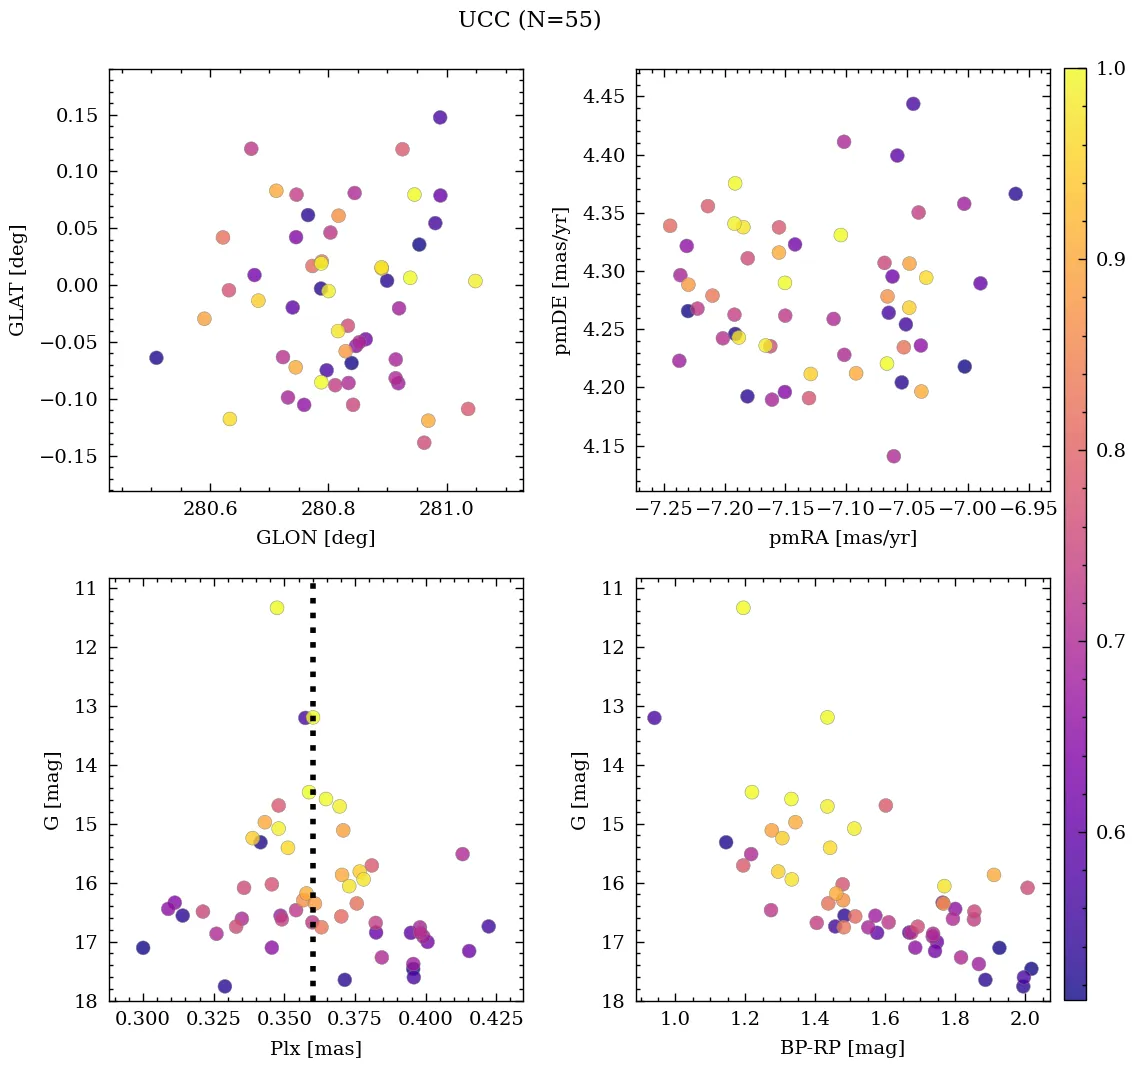 UCC (N=55)
0.15
0.10
0.05
0.00
−0.05
−0.10
−0.15
GLAT [deg]
280.6 280.8 281.0
GLON [deg]
4.45
4.40
4.35
4.30
4.25
4.20
4.15
pmDE [mas/yr]
−7.25 −7.20 −7.15 −7.10 −7.05 −7.00 −6.95
pmRA [mas/yr]
1.0
0.9
0.8
0.7
0.6
11
12
13
14
15
16
17
18
G [mag]
0.300 0.325 0.350 0.375 0.400 0.425
Plx [mas]
11
12
13
14
15
16
17
18
G [mag]
1.0 1.2 1.4 1.6 1.8 2.0
BP-RP [mag]